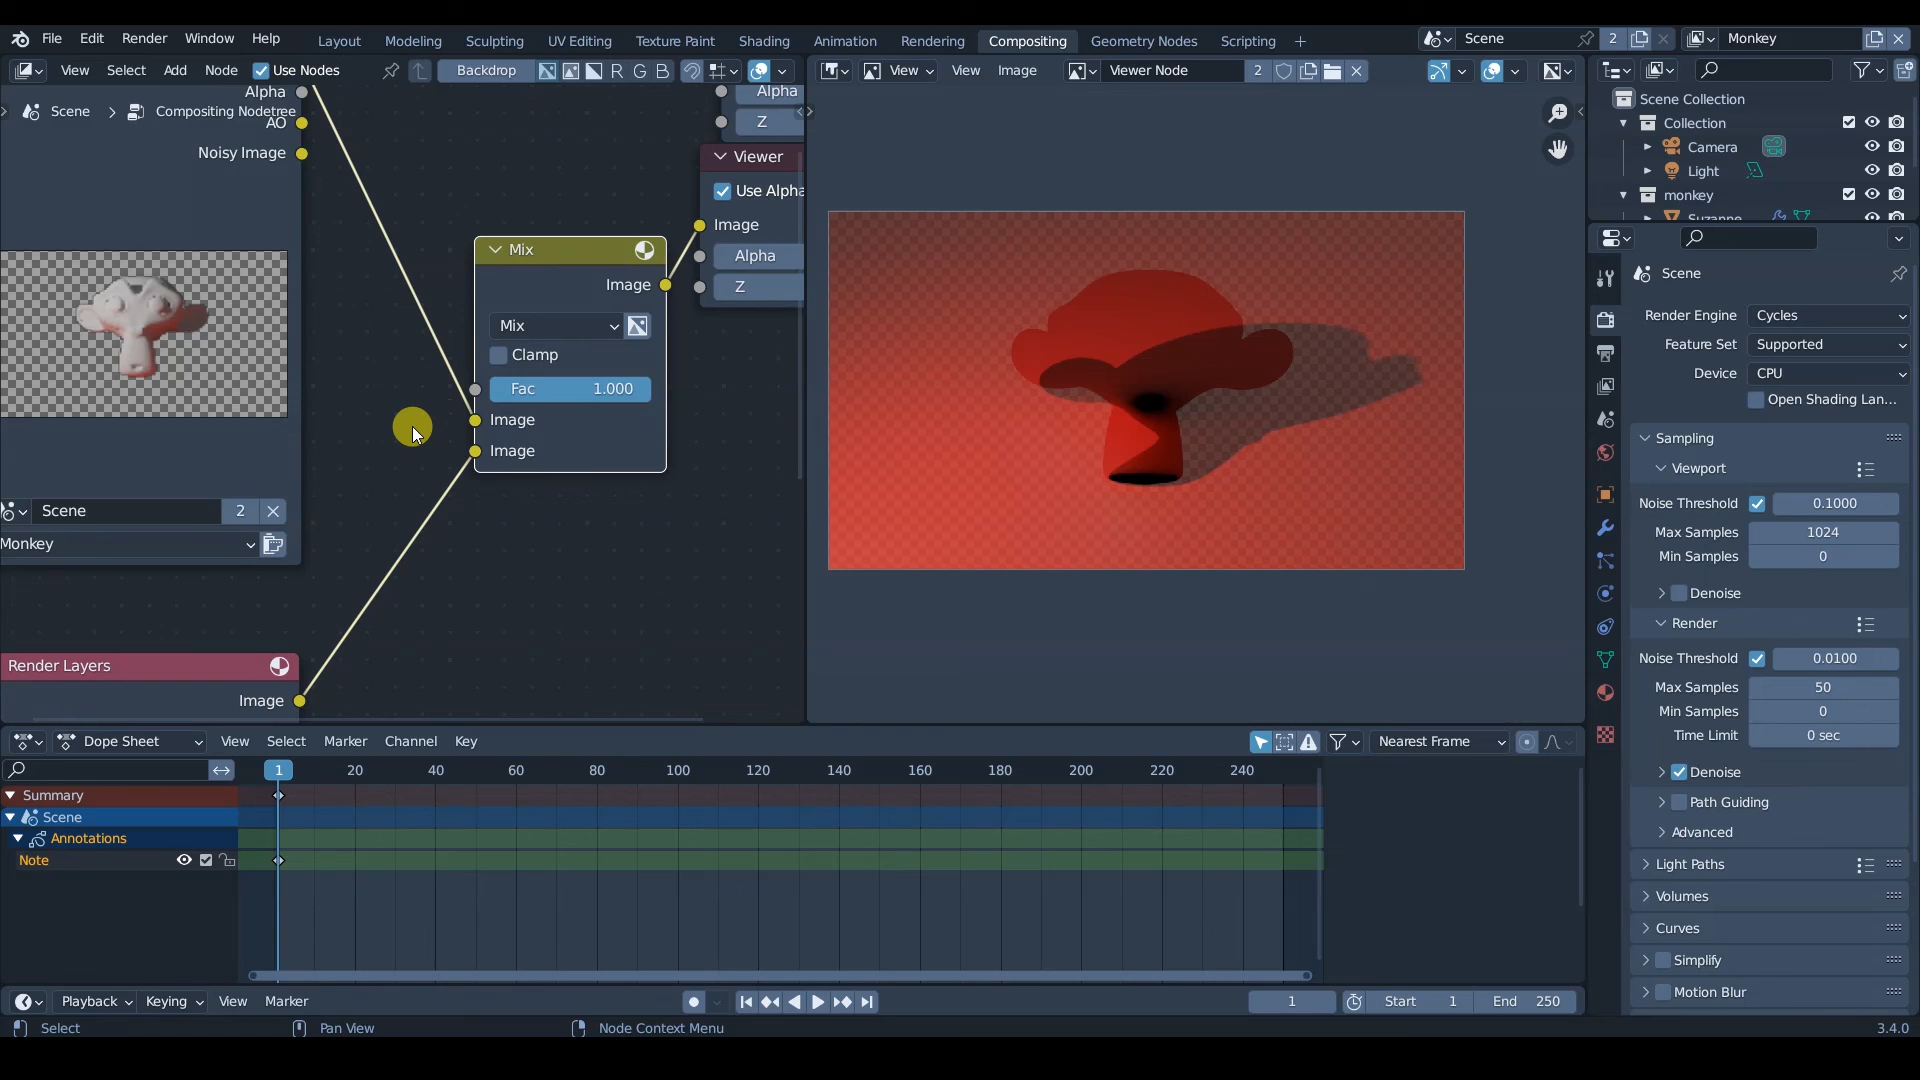 File Edit Render Window Help Layout Modeling Sculpting UV Editing Texture Paint Shading Animation Rendering Compositing Geometry Nodes Scripting + Scene 2 Monkey
View Select Add Node Use Nodes Backdrop R G B View View Image Viewer Node 2
Alpha
Scene > Compositing Nodetree
AO
Noisy Image
Alpha
Z
Viewer
Use Alpha
Image
Alpha
Z
Mix
Image
Mix
Clamp
Fac 1.000
Image
Image
Scene 2
Monkey
Render Layers
Image
Scene Collection
Collection
Camera
Light
monkey
Suzanne
Scene
Render Engine Cycles
Feature Set Supported
Device CPU
Open Shading Lan...
Sampling
Viewport
Noise Threshold 0.1000
Max Samples 1024
Min Samples 0
Denoise
Render
Noise Threshold 0.0100
Max Samples 50
Min Samples 0
Time Limit 0 sec
Denoise
Path Guiding
Advanced
Light Paths
Volumes
Curves
Simplify
Motion Blur
Dope Sheet View Select Marker Channel Key Nearest Frame
1 20 40 60 80 100 120 140 160 180 200 220 240
Summary
Scene
Annotations
Note
Playback Keying View Marker 1 Start 1 End 250
Select Pan View Node Context Menu 3.4.0